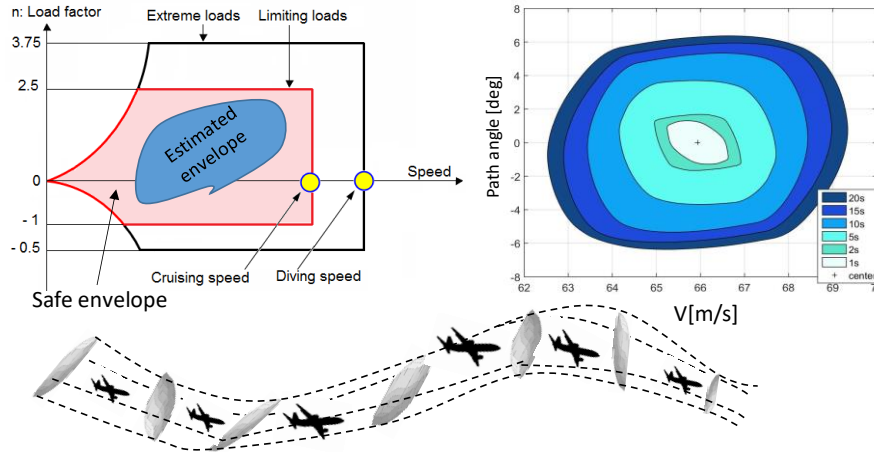 n: Load factor
Extreme loads
Limiting loads
3.75
2.5
0
- 1
- 0.5
Estimated
envelope
Speed
Cruising speed
Diving speed
Safe envelope
Path angle [deg]
8
6
4
2
0
-2
-4
-6
-8
62
63
64
65
66
67
68
69
7
20s
15s
10s
5s
2s
1s
center
V[m/s]